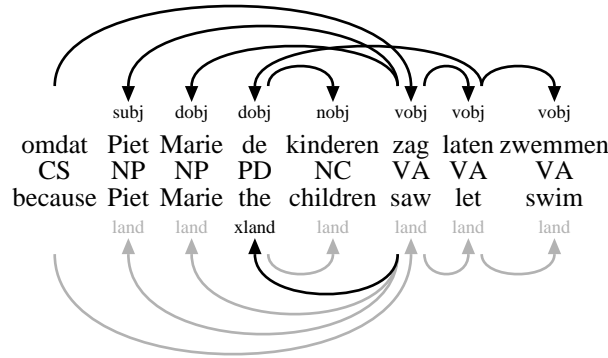 subj dobj dobj nobj vobj vobj vobj
omdat Piet Marie de kinderen zag laten zwemmen
CS NP NP PD NC VA VA VA
because Piet Marie the children saw let swim
land land xland land land land land